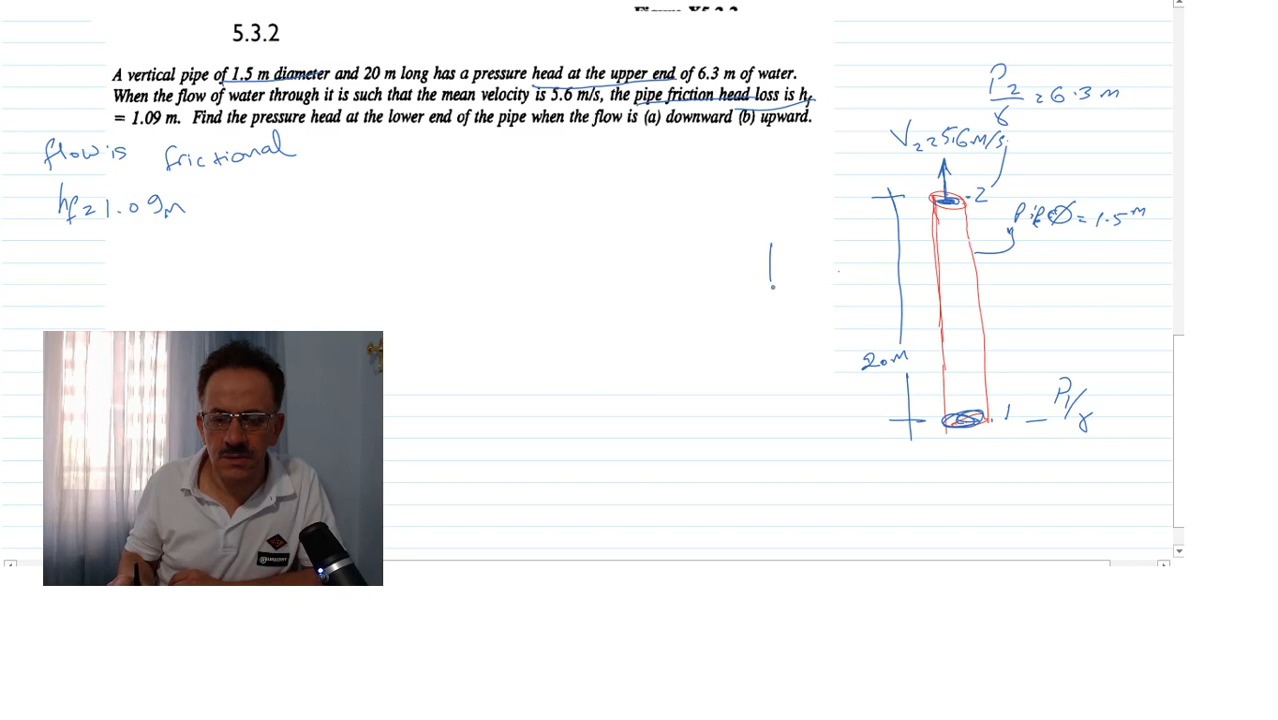 5.3.2
A vertical pipe of 1.5 m diameter and 20 m long has a pressure head at the upper end of 6.3 m of water.
When the flow of water through it is such that the mean velocity is 5.6 m/s, the pipe friction head loss is hf
= 1.09 m. Find the pressure head at the lower end of the pipe when the flow is (a) downward (b) upward.
flow is frictional
hf = 1.09m
P2/γ = 6.3 m
V2 = 5.6 m/s
2
Pipe Ø = 1.5 m
20 m
1 P1/γ